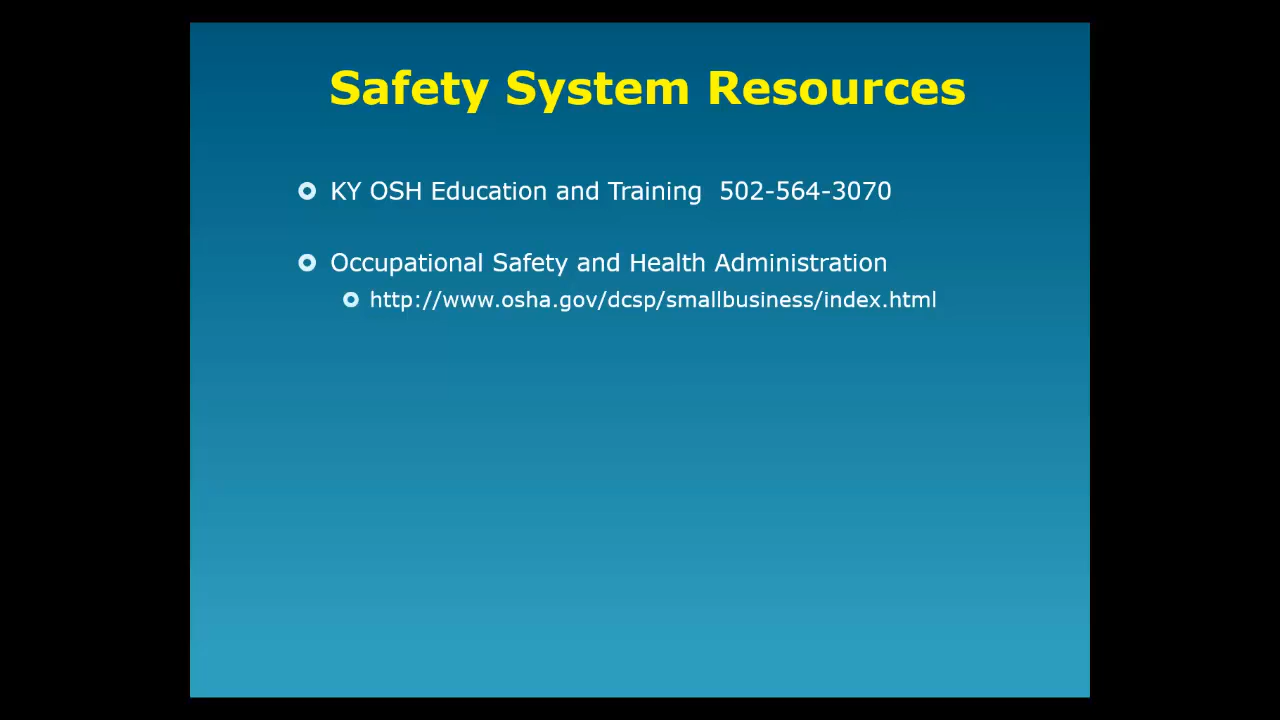 Safety System Resources
KY OSH Education and Training  502-564-3070
Occupational Safety and Health Administration
http://www.osha.gov/dcsp/smallbusiness/index.html